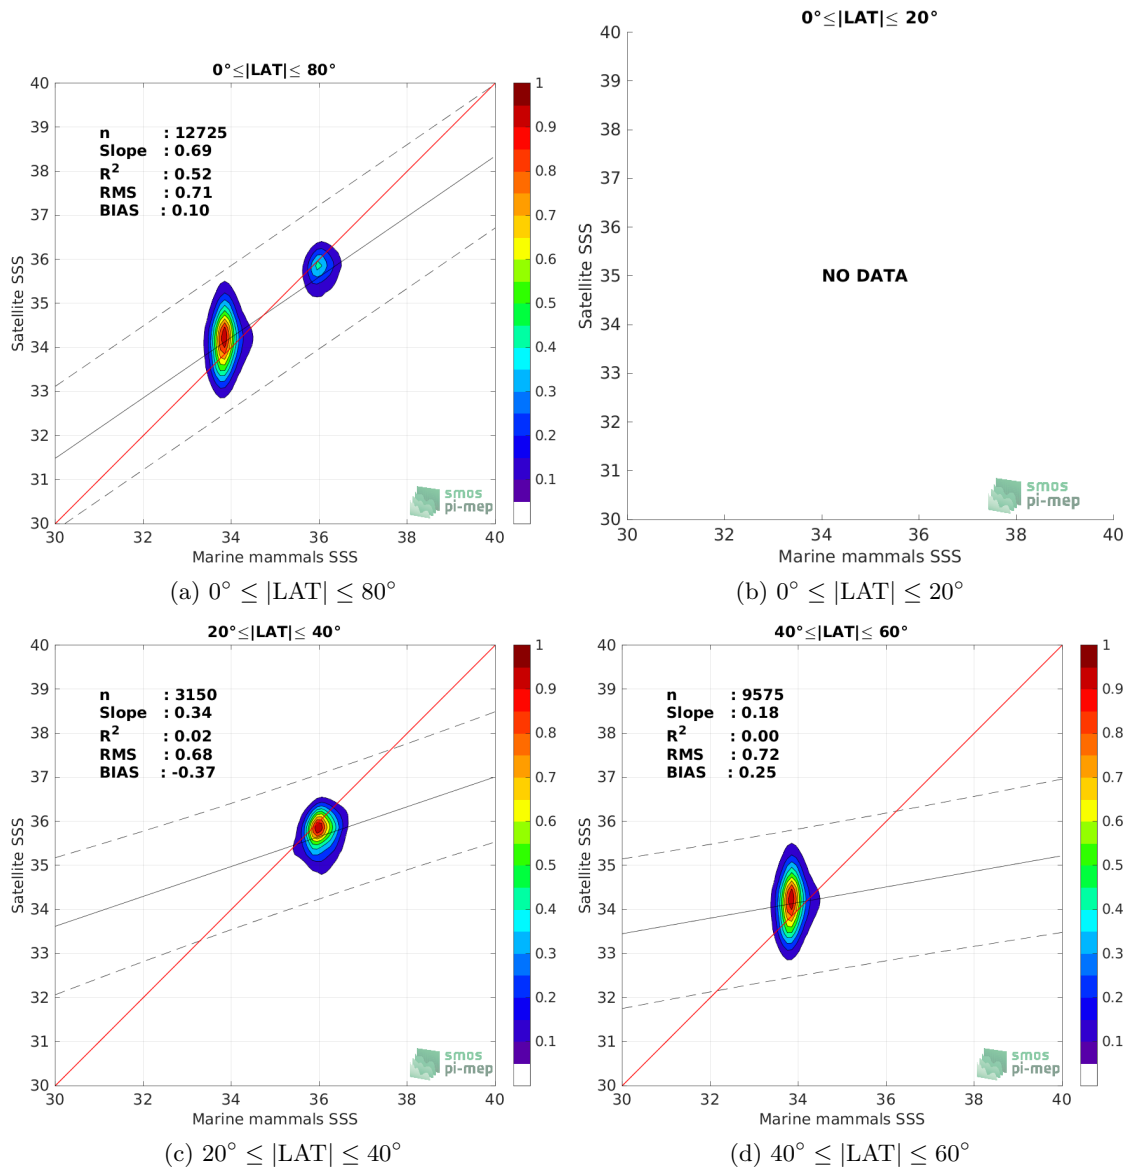 0°≤|LAT|≤ 80°
40
39
38
37
36
35
34
33
32
31
30
30 32 34 36 38 40
Satellite SSS
Marine mammals SSS
n : 12725
Slope : 0.69
R² : 0.52
RMS : 0.71
BIAS : 0.10
1
0.9
0.8
0.7
0.6
0.5
0.4
0.3
0.2
0.1
smos
pi-mep
(a) 0° ≤ |LAT| ≤ 80°
0°≤|LAT|≤ 20°
40
39
38
37
36
35
34
33
32
31
30
30 32 34 36 38 40
Satellite SSS
Marine mammals SSS
NO DATA
smos
pi-mep
(b) 0° ≤ |LAT| ≤ 20°
20°≤|LAT|≤ 40°
40
39
38
37
36
35
34
33
32
31
30
30 32 34 36 38 40
Satellite SSS
Marine mammals SSS
n : 3150
Slope : 0.34
R² : 0.02
RMS : 0.68
BIAS : -0.37
1
0.9
0.8
0.7
0.6
0.5
0.4
0.3
0.2
0.1
smos
pi-mep
(c) 20° ≤ |LAT| ≤ 40°
40°≤|LAT|≤ 60°
40
39
38
37
36
35
34
33
32
31
30
30 32 34 36 38 40
Satellite SSS
Marine mammals SSS
n : 9575
Slope : 0.18
R² : 0.00
RMS : 0.72
BIAS : 0.25
1
0.9
0.8
0.7
0.6
0.5
0.4
0.3
0.2
0.1
smos
pi-mep
(d) 40° ≤ |LAT| ≤ 60°